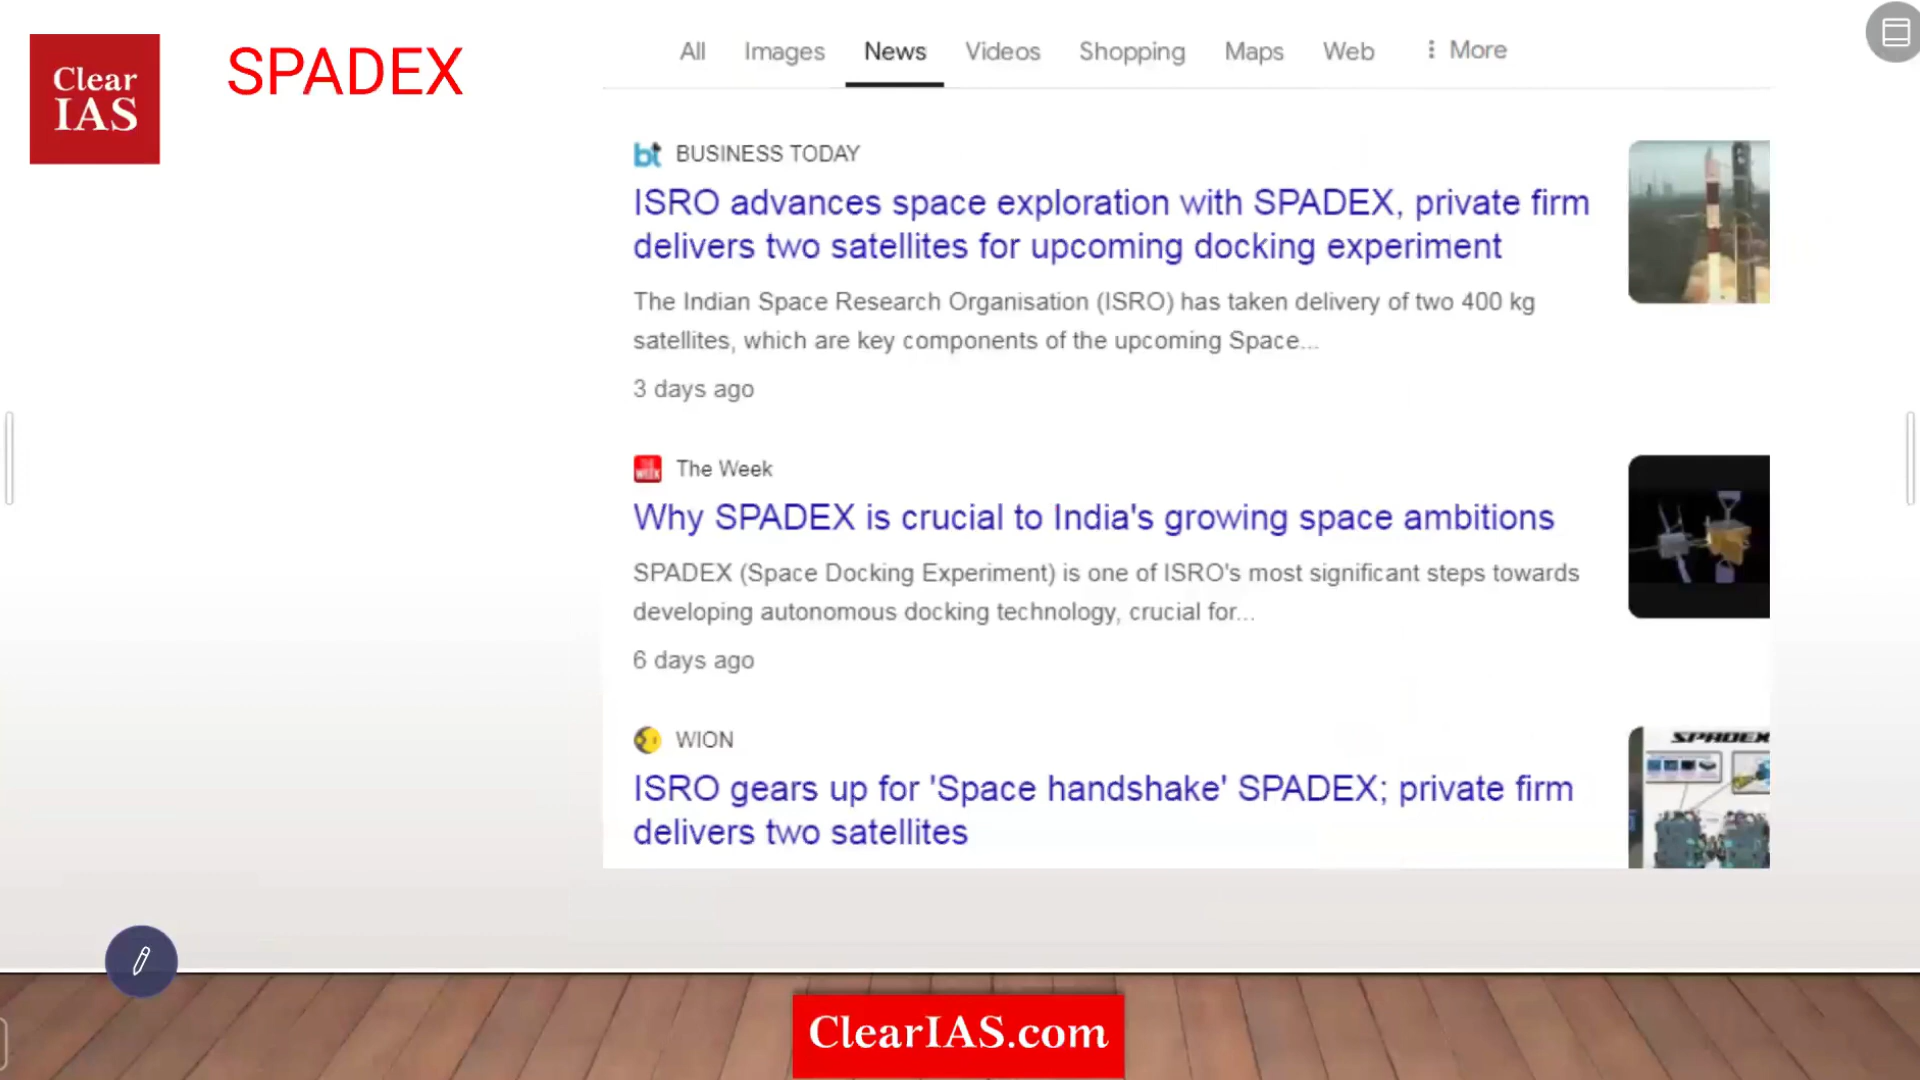 Clear
IAS
SPADEX
All Images News Videos Shopping Maps Web More
bt BUSINESS TODAY
ISRO advances space exploration with SPADEX, private firm
delivers two satellites for upcoming docking experiment
The Indian Space Research Organisation (ISRO) has taken delivery of two 400 kg
satellites, which are key components of the upcoming Space...
3 days ago
THE WEEK The Week
Why SPADEX is crucial to India's growing space ambitions
SPADEX (Space Docking Experiment) is one of ISRO's most significant steps towards
developing autonomous docking technology, crucial for...
6 days ago
WION
ISRO gears up for 'Space handshake' SPADEX; private firm
delivers two satellites
SPADEX
ClearIAS.com